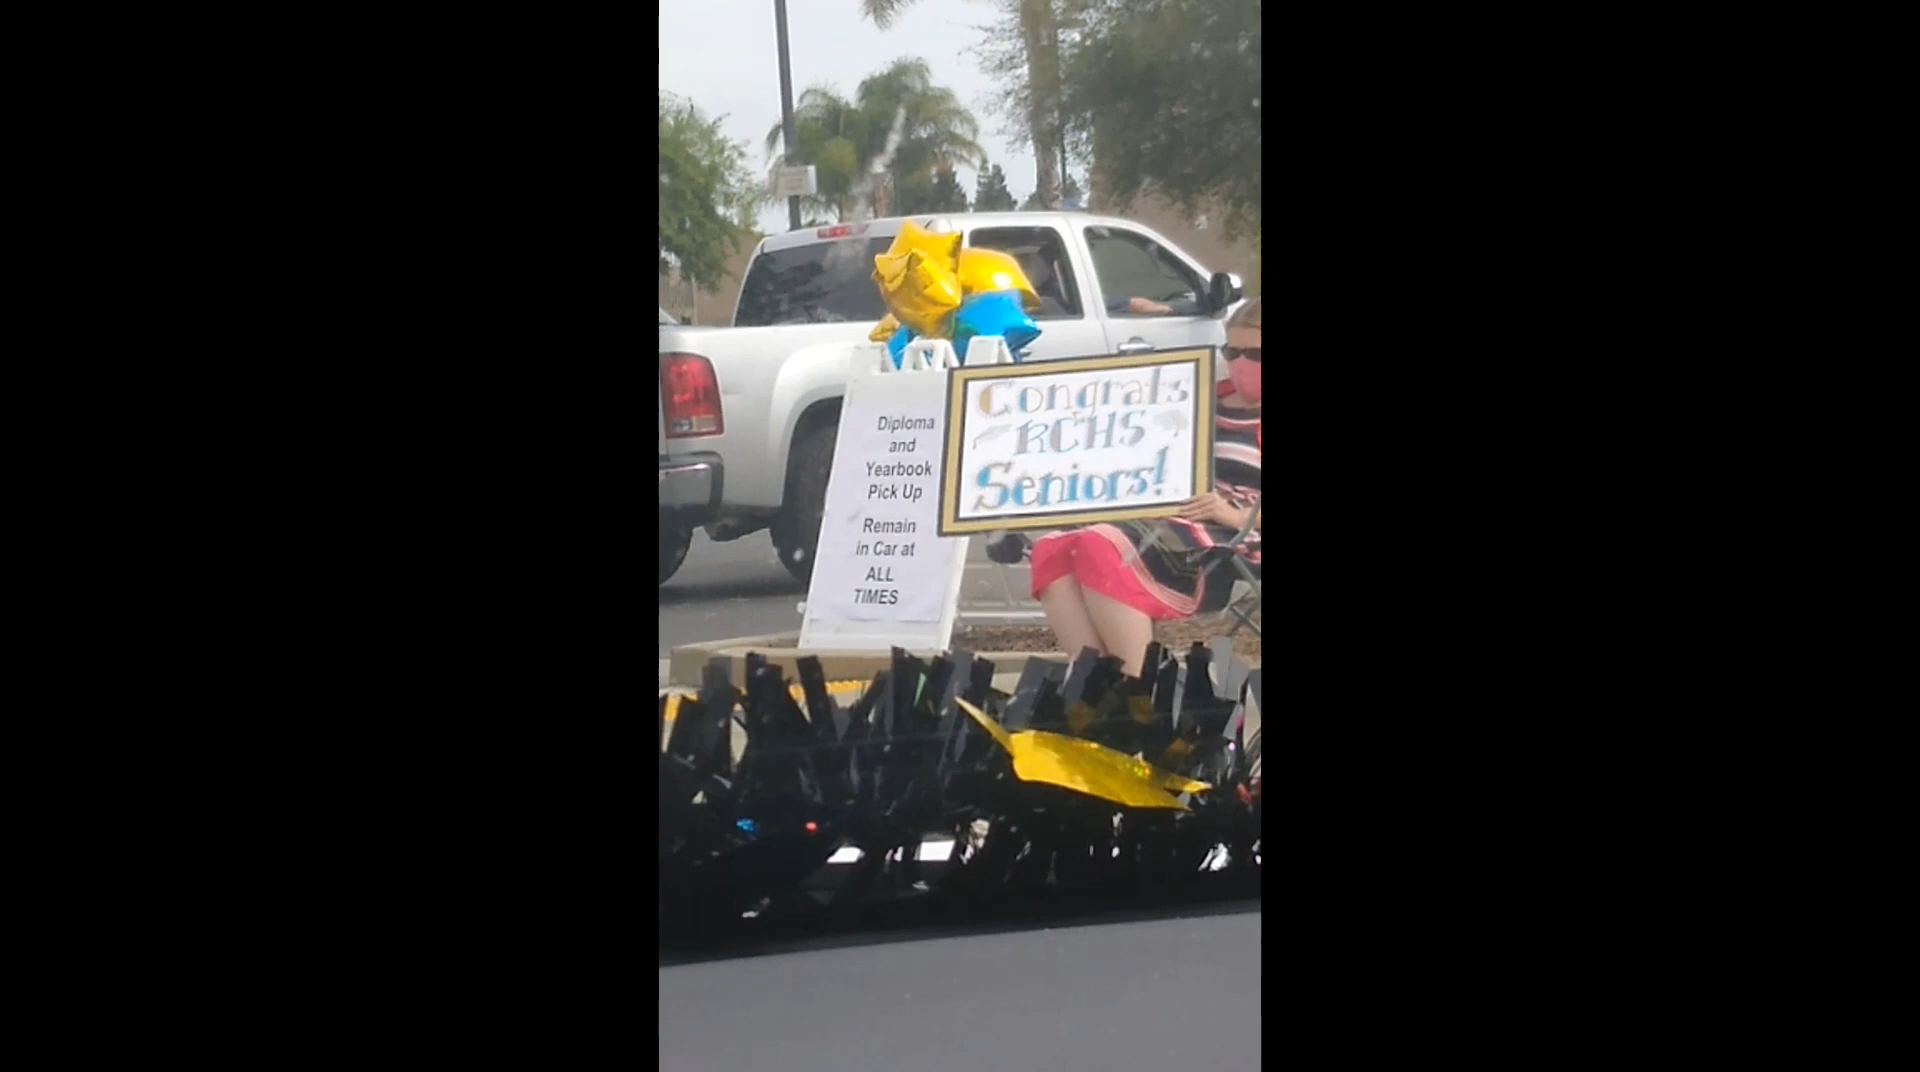 Diploma
and
Yearbook
Pick Up
Remain
in Car at
ALL
TIMES
Congrats
RCHS
Seniors!